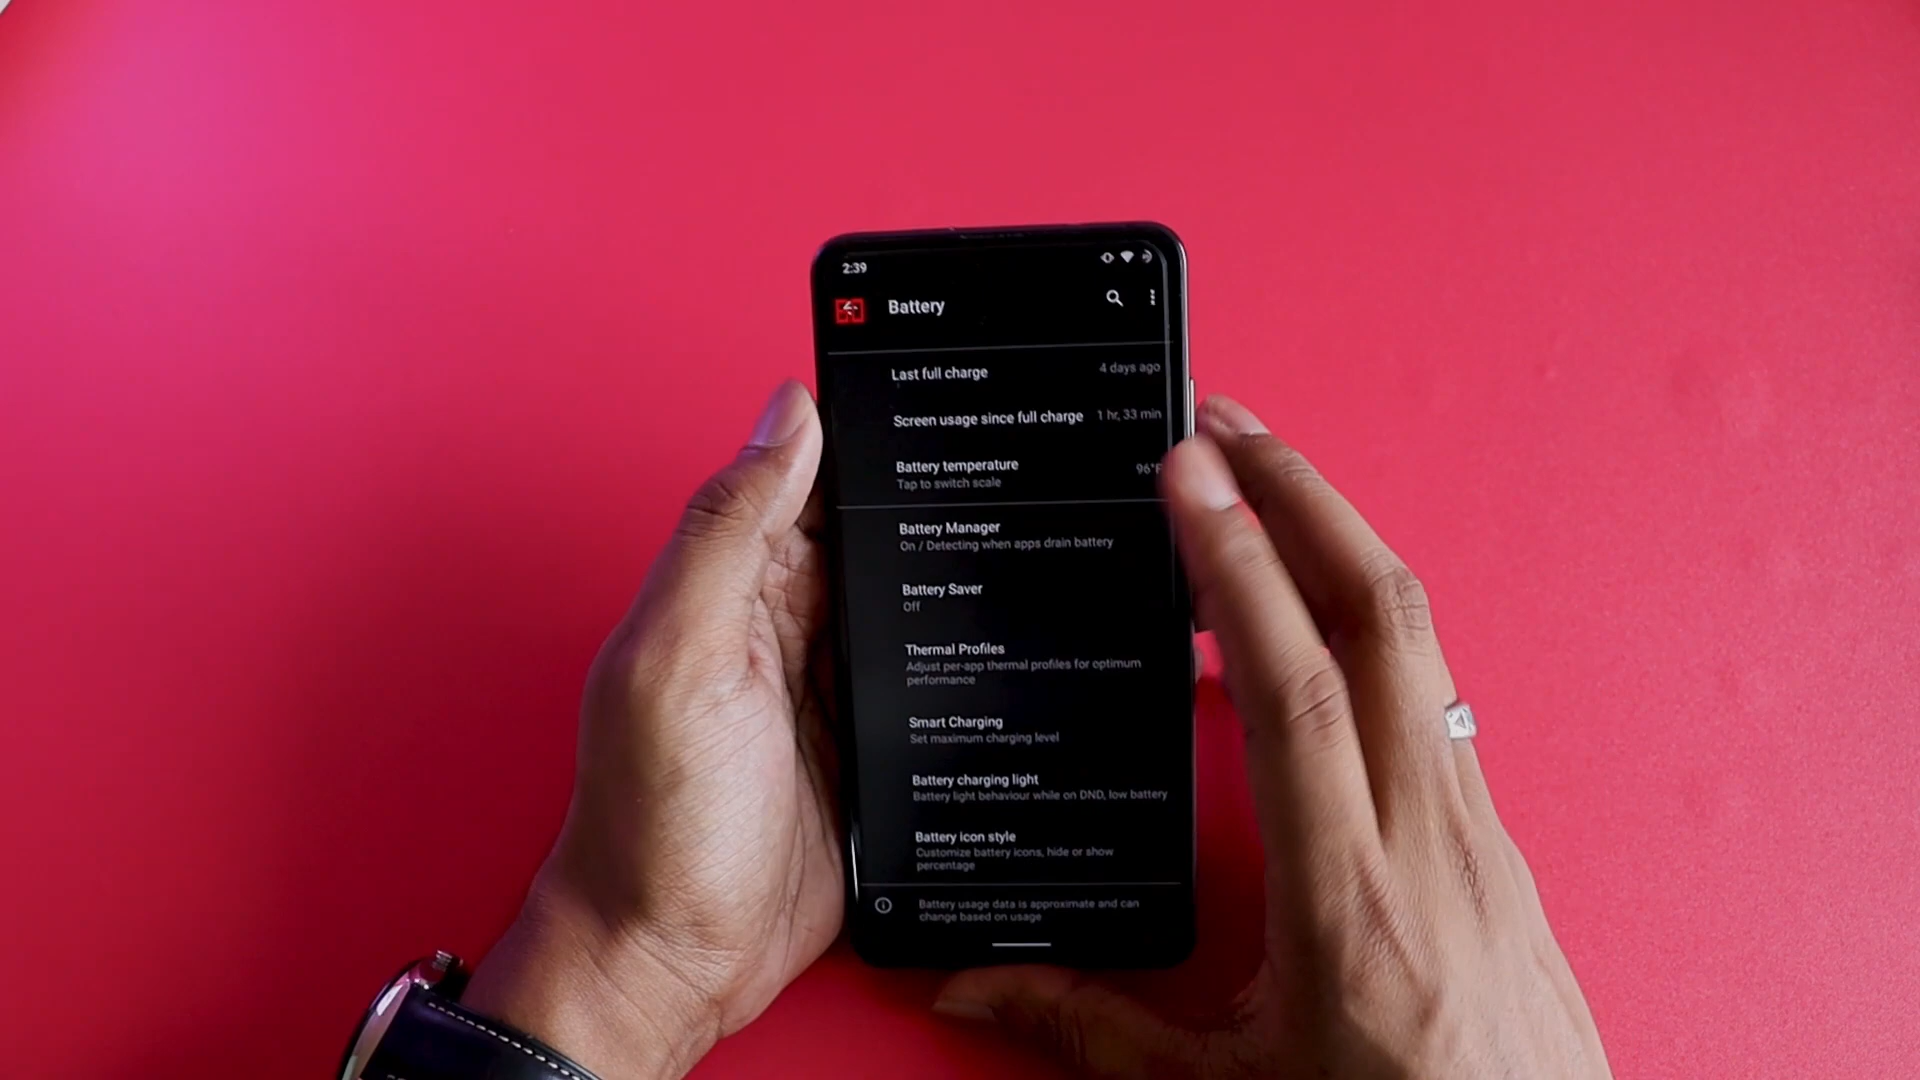 2:39
Battery
Last full charge 4 days ago
Screen usage since full charge 1 hr, 33 min
Battery temperature 96°F
Tap to switch scale
Battery Manager
On / Detecting when apps drain battery
Battery Saver
Off
Thermal Profiles
Adjust per-app thermal profiles for optimum
performance
Smart Charging
Set maximum charging level
Battery charging light
Battery light behaviour while on DND, low battery
Battery icon style
Customize battery icons, hide or show
percentage
Battery usage data is approximate and can
change based on usage